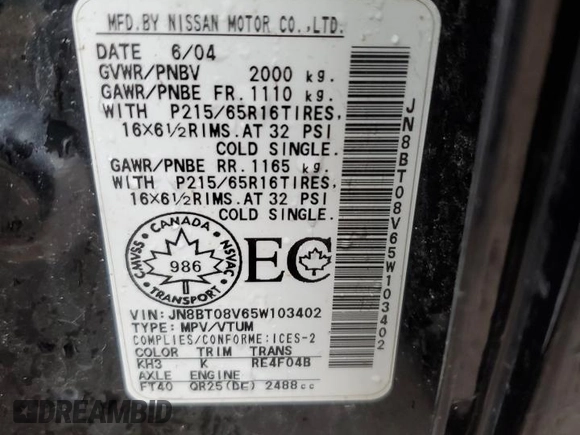 MFD.BY NISSAN MOTOR CO.,LTD.
DATE 6/04
GVWR/PNBV 2000 kg.
GAWR/PNBE FR. 1110 kg.
WITH P215/65R16TIRES,
16X6½RIMS.AT 32 PSI
COLD SINGLE.
GAWR/PNBE RR. 1165 kg.
WITH P215/65R16TIRES,
16X6½RIMS.AT 32 PSI
COLD SINGLE.
CANADA
CMVSS
NSVAC
986
TRANSPORT
EC
VIN: JN8BT08V65W103402
TYPE: MPV/VTUM
COMPLIES/CONFORME:ICES-2
COLOR TRIM TRANS
KH3 K RE4F04B
AXLE ENGINE
FT40 QR25(DE) 2488cc
JN8BT08V65W103402
DREAMBID